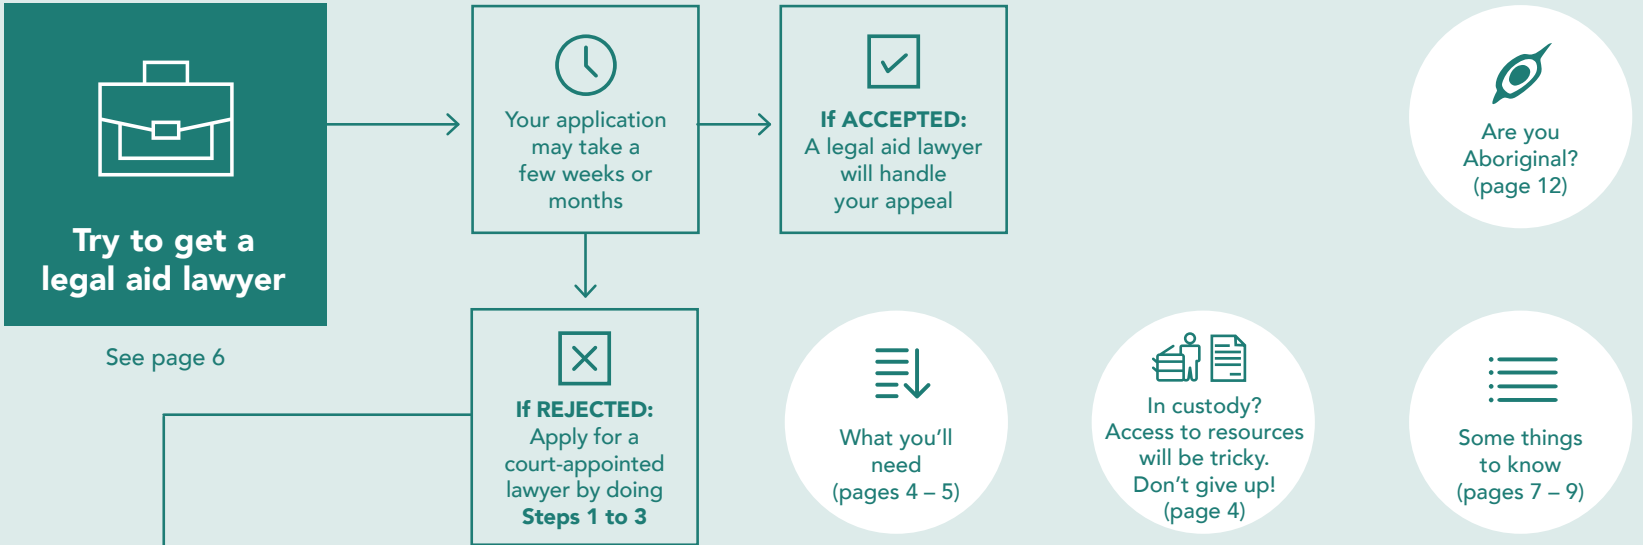 Try to get a
legal aid lawyer
See page 6
Your application
may take a
few weeks or
months
If ACCEPTED:
A legal aid lawyer
will handle
your appeal
If REJECTED:
Apply for a
court-appointed
lawyer by doing
Steps 1 to 3
What you’ll
need
(pages 4 – 5)
In custody?
Access to resources
will be tricky.
Don’t give up!
(page 4)
Are you
Aboriginal?
(page 12)
Some things
to know
(pages 7 – 9)